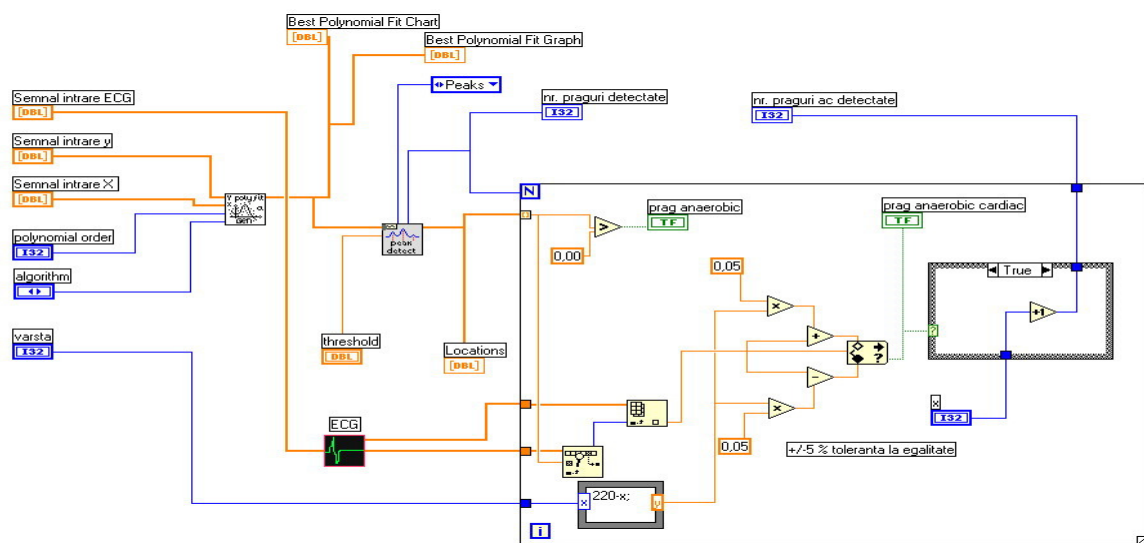 Best Polynomial Fit Chart
[DBL]
Best Polynomial Fit Graph
[DBL]
Peaks
Semnal intrare ECG
[DBL]
nr. praguri detectate
I32
nr. praguri ac detectate
I32
Semnal intrare y
[DBL]
Semnal intrare X
[DBL]
poly fit
N
prag anaerobic
TF
prag anaerobic cardiac
TF
polynomial order
I32
peak
detect
>
0,00
0,05
True
algorithm
x
+
+1
?
varsta
I32
threshold
DBL
Locations
[DBL]
?
-
x
x
I32
ECG
0,05
+/-5 % toleranta la egalitate
x
220-x;
y
i